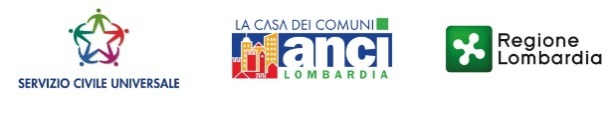 SERVIZIO CIVILE UNIVERSALE
LA CASA DEI COMUNI
anci
LOMBARDIA
Regione
Lombardia